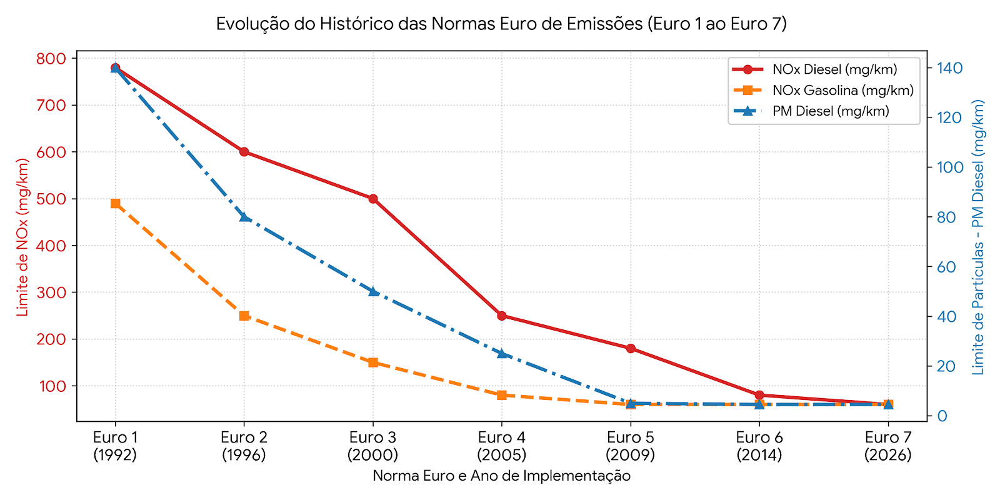 Evolução do Histórico das Normas Euro de Emissões (Euro 1 ao Euro 7)
Limite de NOx (mg/km)
800
700
600
500
400
300
200
100
NOx Diesel (mg/km)
NOx Gasolina (mg/km)
PM Diesel (mg/km)
140
120
100
80
60
40
20
0
Limite de Partículas - PM Diesel (mg/km)
Euro 1
(1992)
Euro 2
(1996)
Euro 3
(2000)
Euro 4
(2005)
Euro 5
(2009)
Euro 6
(2014)
Euro 7
(2026)
Norma Euro e Ano de Implementação